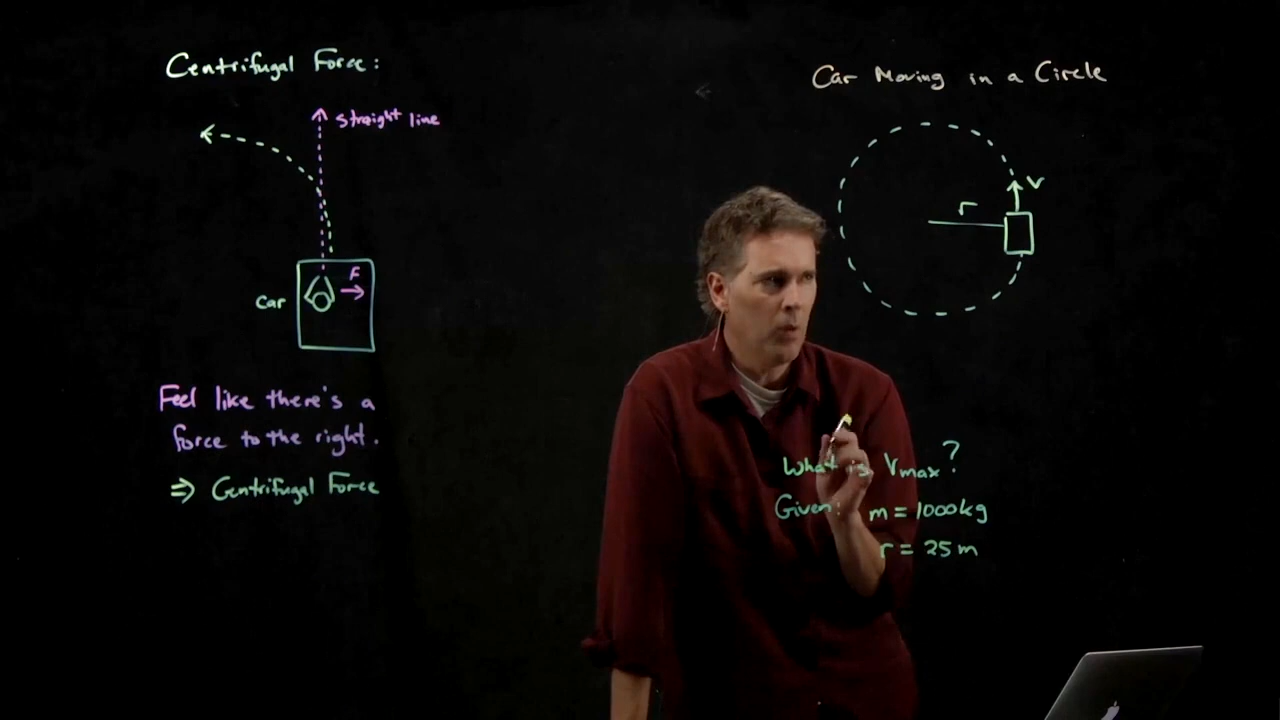 Centrifugal Force:
straight line
F
Car
Feel like there's a
force to the right.
⇒ Centrifugal Force
Car Moving in a Circle
v
r
What is Vmax?
Given: m = 1000kg
r = 25m